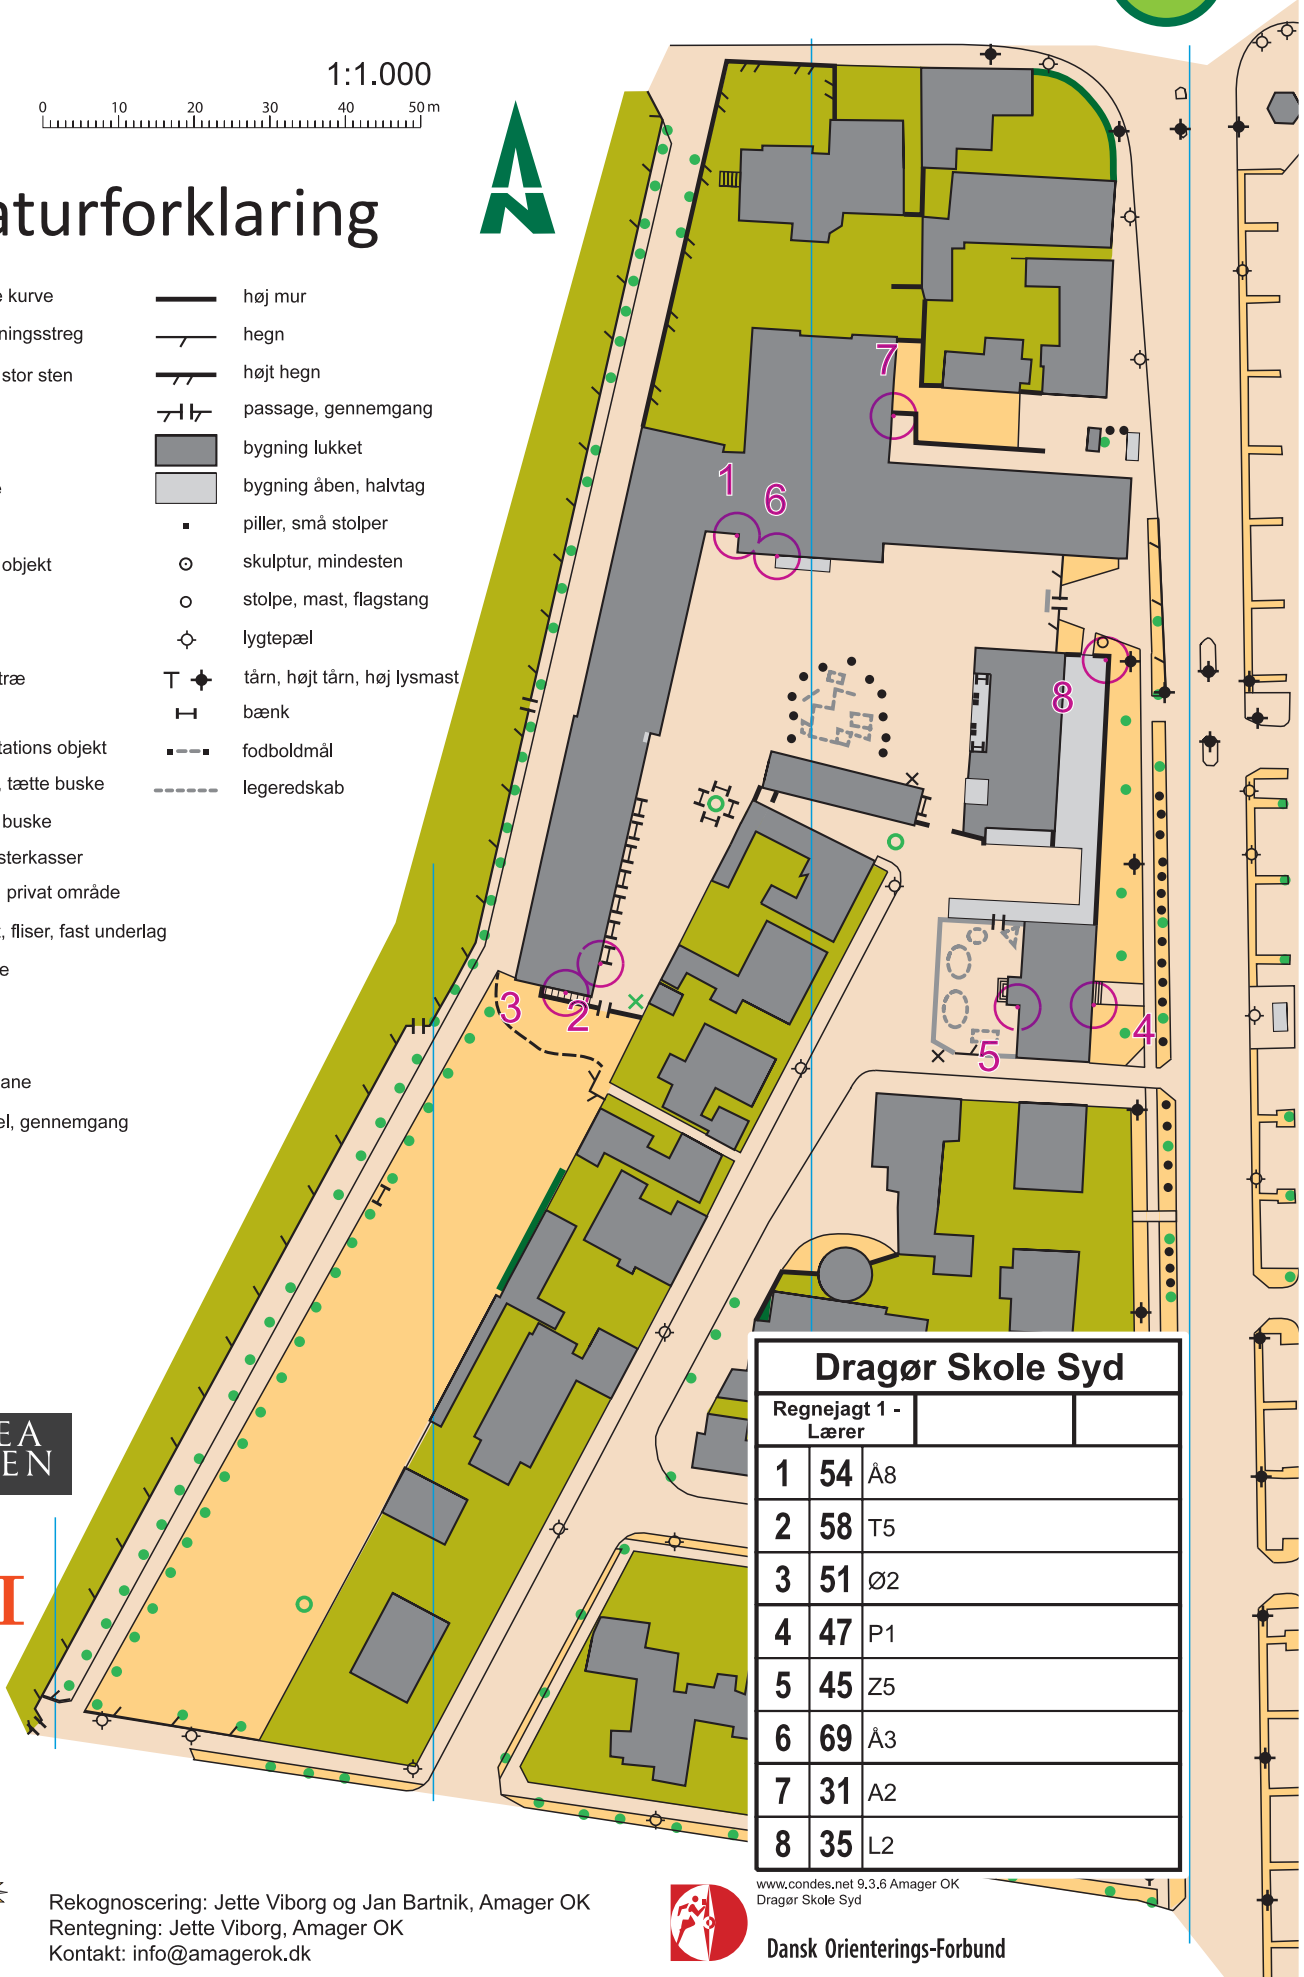 1:1.000
0 10 20 30 40 50 m
aturforklaring
e kurve
ningsstreg
stor sten
e
objekt
træ
tations objekt
, tætte buske
buske
sterkasser
privat område
t, fliser, fast underlag
e
ane
el, gennemgang
høj mur
hegn
højt hegn
passage, gennemgang
bygning lukket
bygning åben, halvtag
piller, små stolper
skulptur, mindesten
stolpe, mast, flagstang
lygtepæl
tårn, højt tårn, høj lysmast
bænk
fodboldmål
legeredskab
7
1
6
8
3
2
4
5
EA
EN
I
Dragør Skole Syd
Regnejagt 1 -
Lærer
1 54 Å8
2 58 T5
3 51 Ø2
4 47 P1
5 45 Z5
6 69 Å3
7 31 A2
8 35 L2
www.condes.net 9.3.6 Amager OK
Dragør Skole Syd
Rekognoscering: Jette Viborg og Jan Bartnik, Amager OK
Rentegning: Jette Viborg, Amager OK
Kontakt: info@amagerok.dk
Dansk Orienterings-Forbund